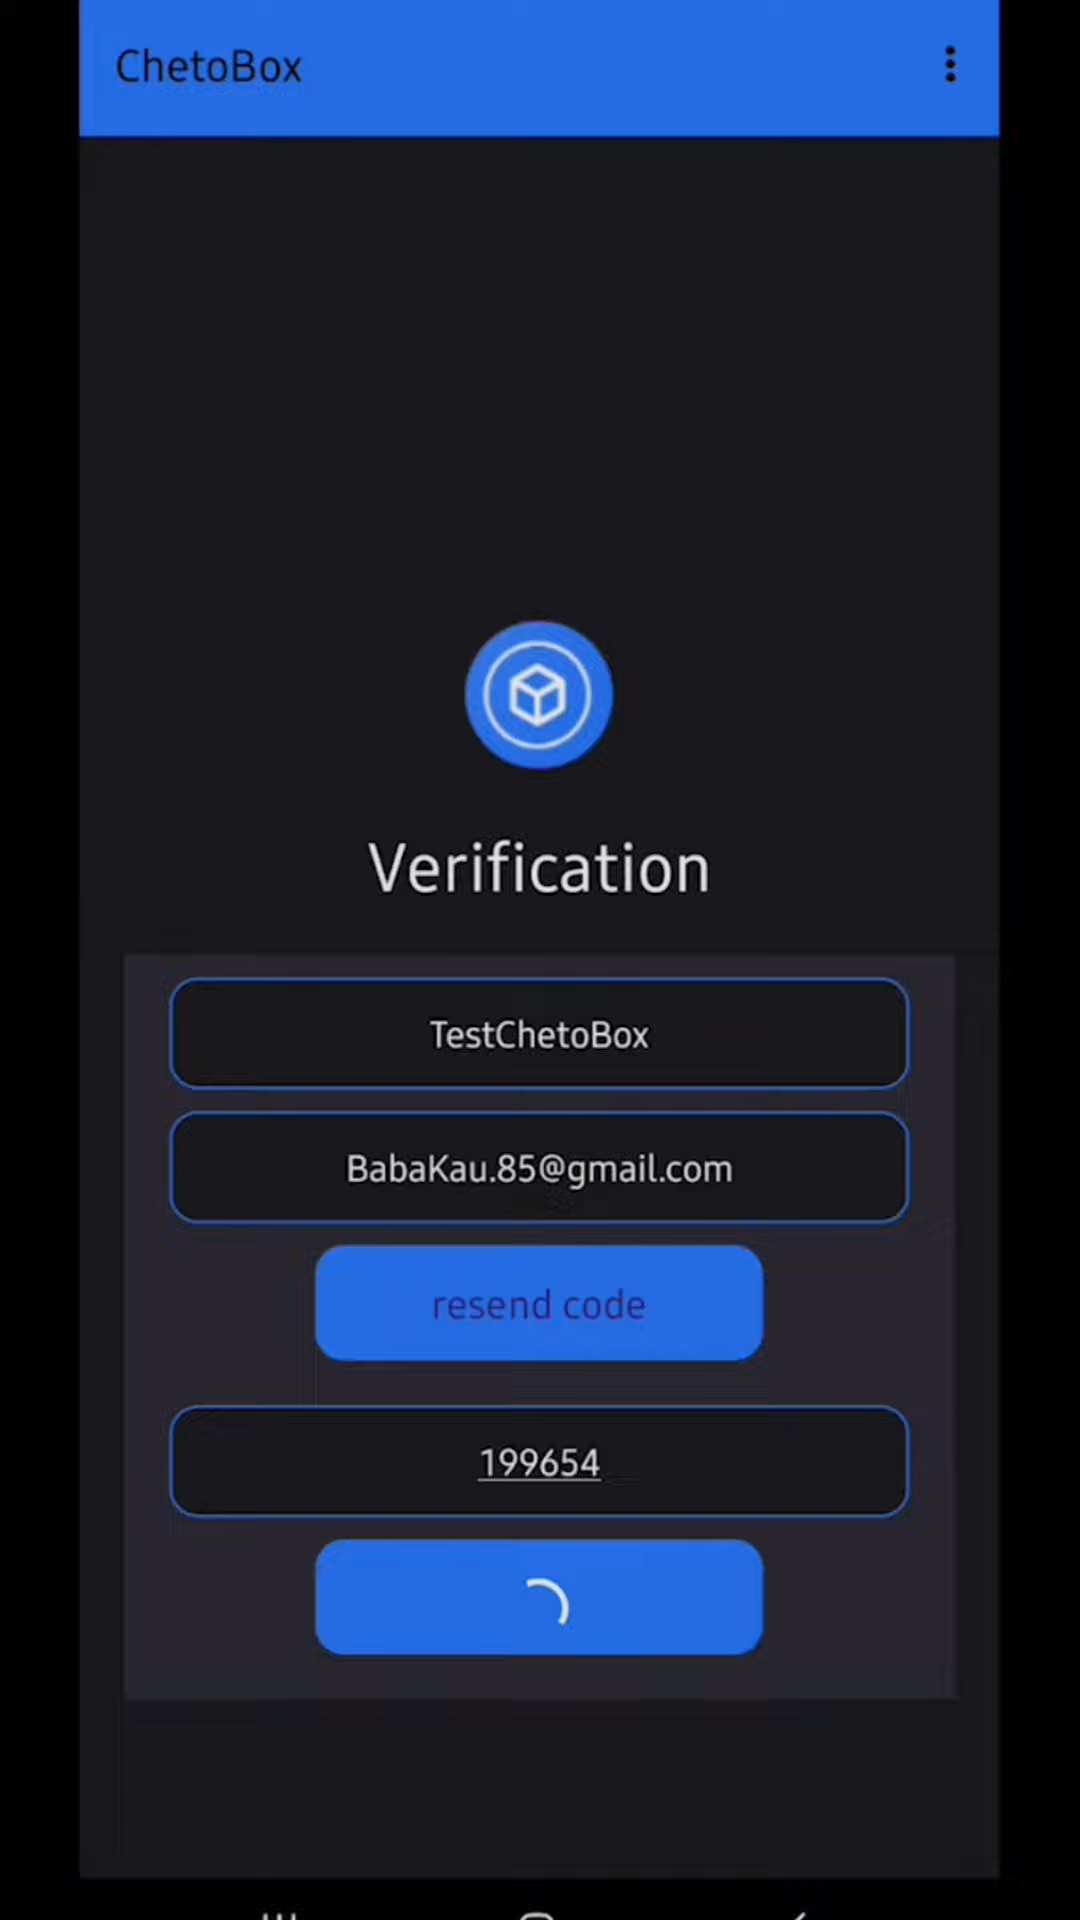 ChetoBox
Verification
TestChetoBox
BabaKau.85@gmail.com
resend code
199654